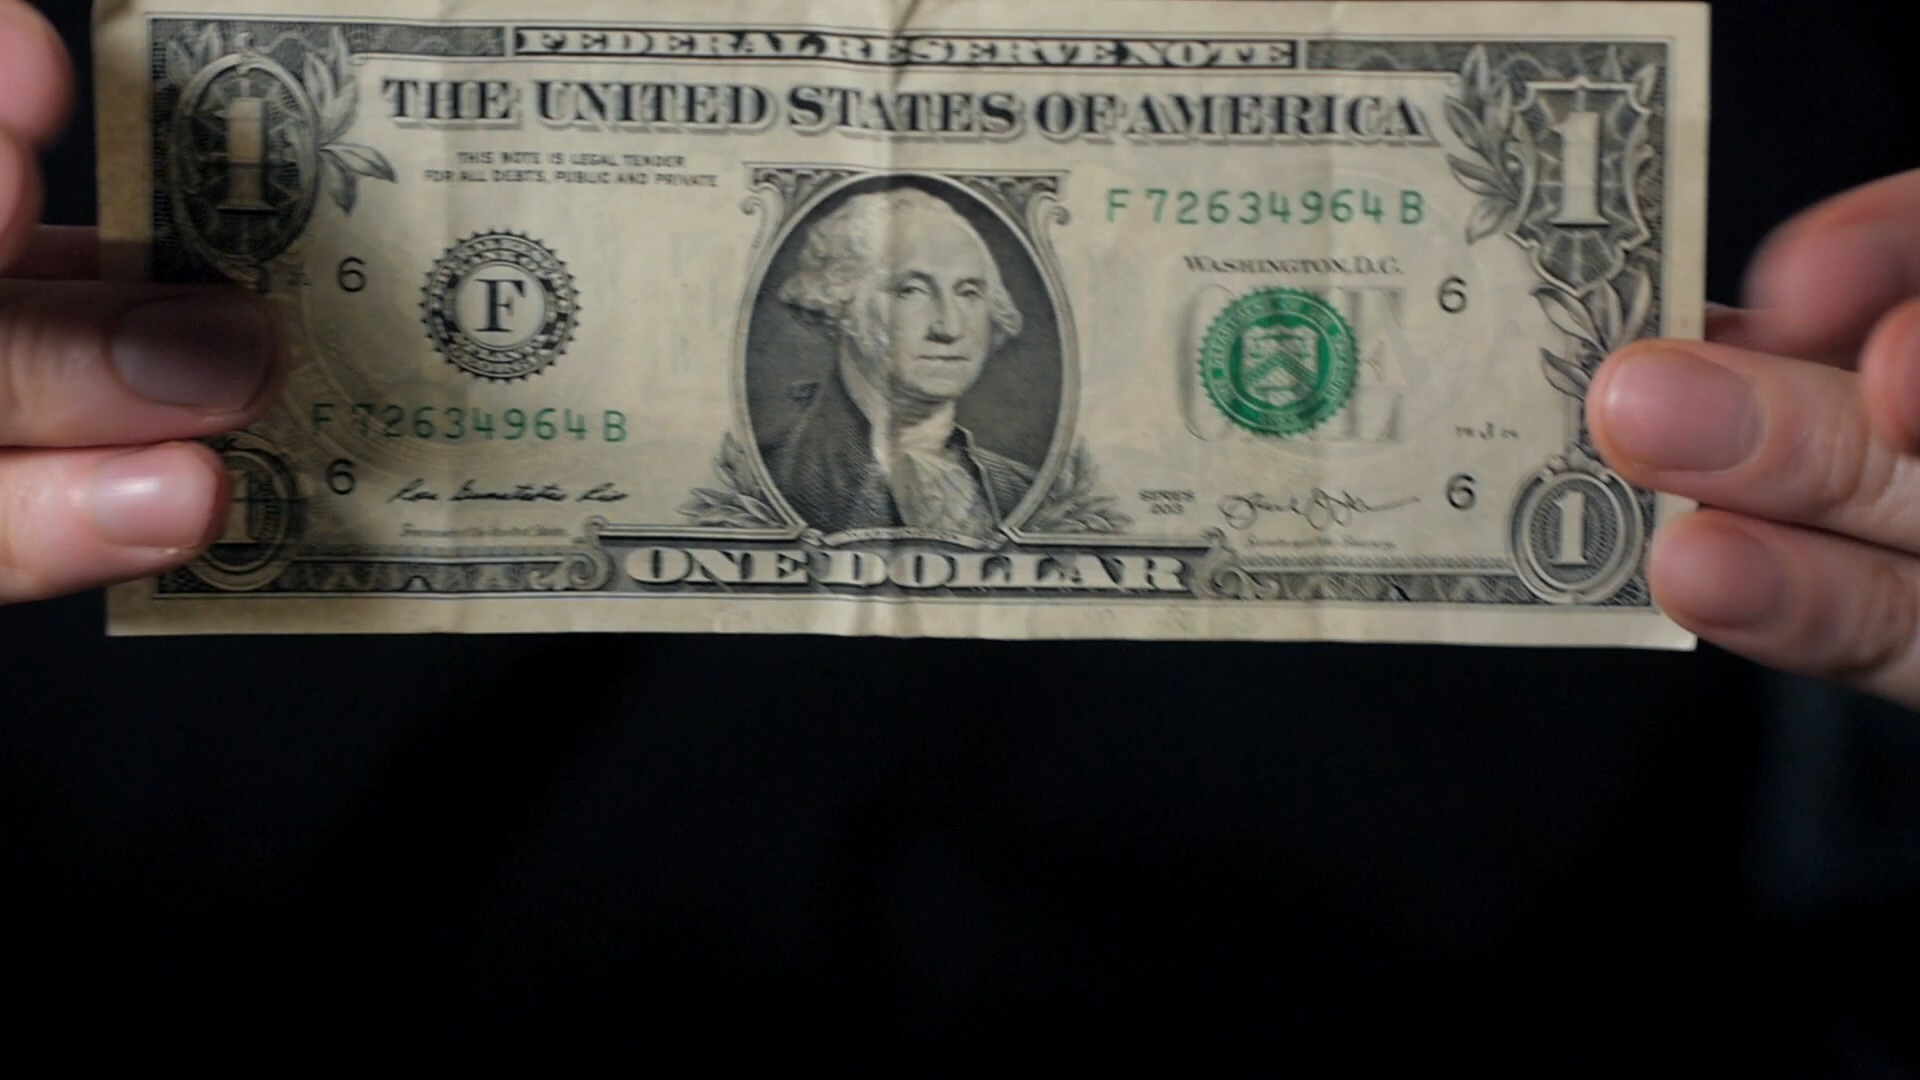 FEDERAL RESERVE NOTE
1
1
THE UNITED STATES OF AMERICA
THIS NOTE IS LEGAL TENDER
FOR ALL DEBTS, PUBLIC AND PRIVATE
F 72634964 B
WASHINGTON, D.C.
6
F
6
F 72634964 B
6
6
SERIES
1
1
ONE DOLLAR
ONE